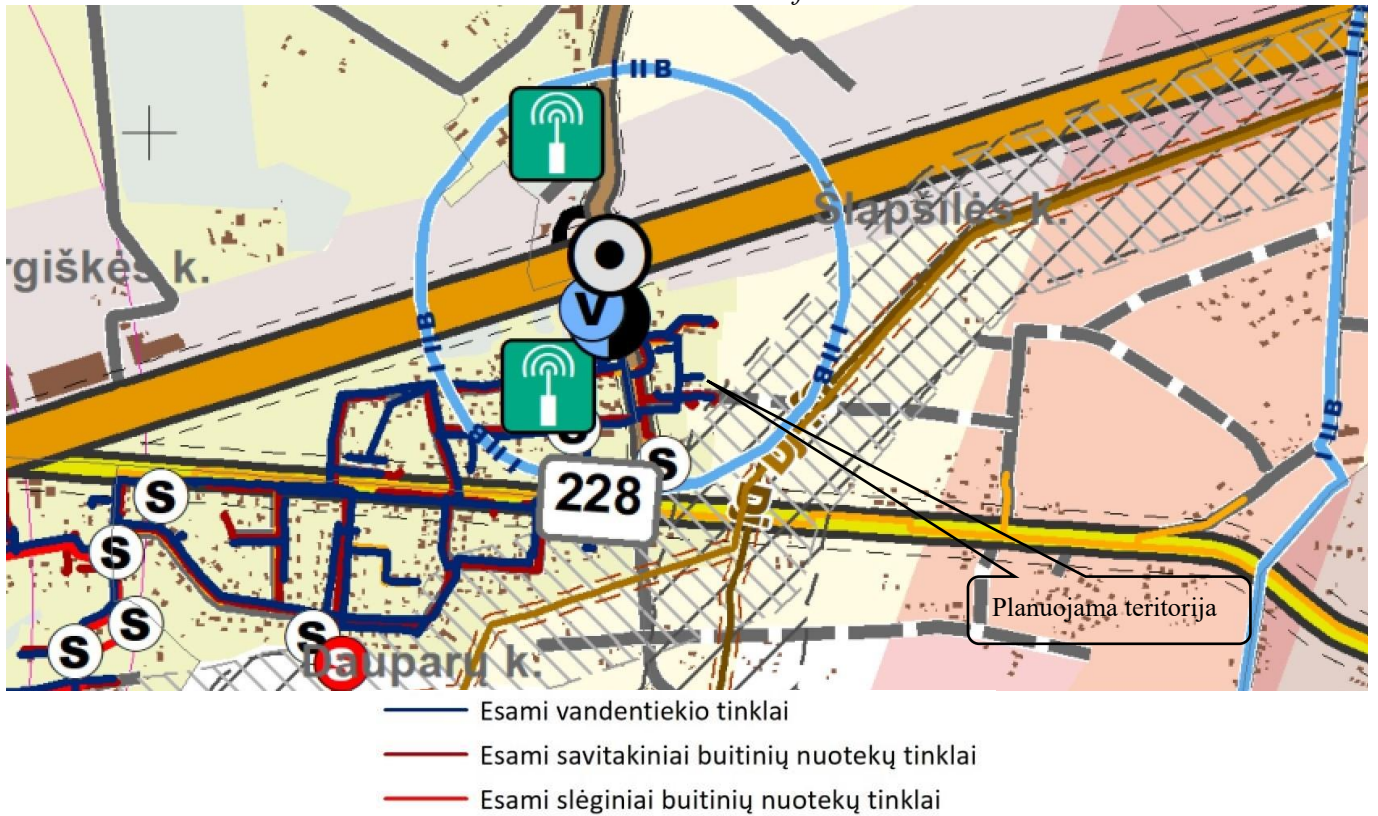 I II B
Šlapšilės k.
rgiškės k.
V
I II B
I II B
I II B
I II B
S
S
228
S
S
S
S
S
Planuojama teritorija
Dauparų k.
Esami vandentiekio tinklai
Esami savitakiniai buitinių nuotekų tinklai
Esami slėginiai buitinių nuotekų tinklai